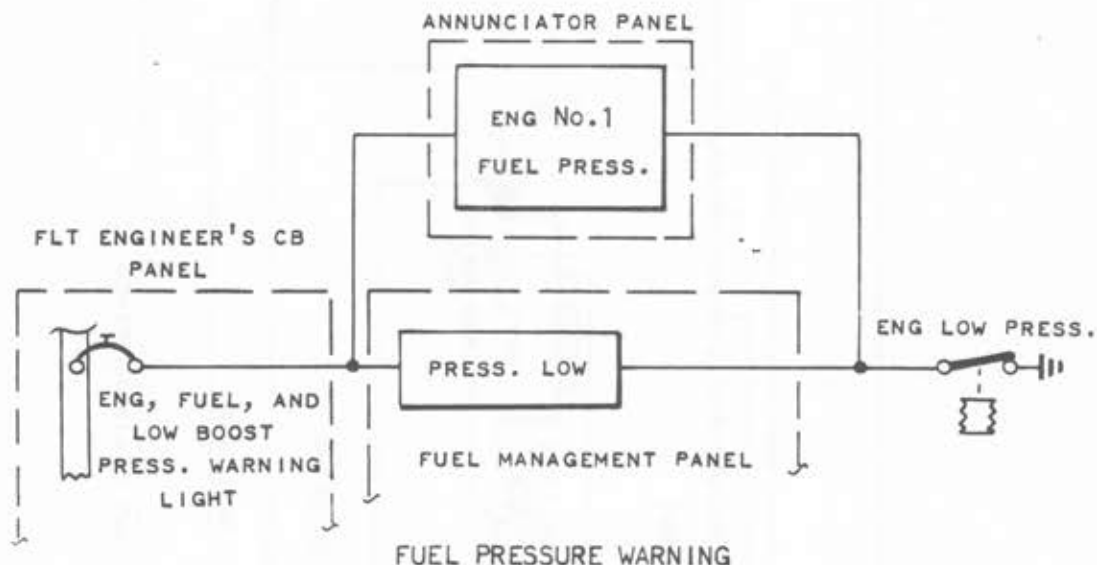 ANNUNCIATOR PANEL
ENG No.1
FUEL PRESS.
FLT ENGINEER'S CB
PANEL
ENG LOW PRESS.
PRESS. LOW
ENG, FUEL, AND
LOW BOOST
PRESS. WARNING
LIGHT
FUEL MANAGEMENT PANEL
FUEL PRESSURE WARNING